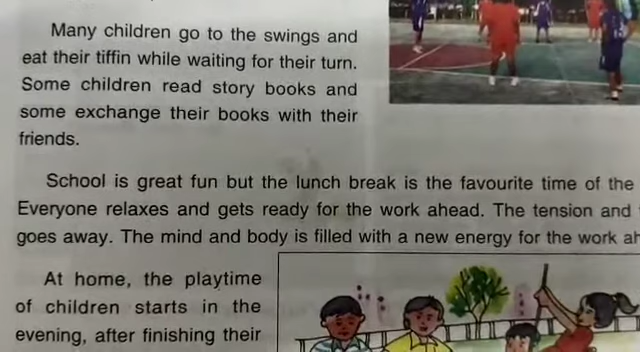 Many children go to the swings and
eat their tiffin while waiting for their turn.
Some children read story books and
some exchange their books with their
friends.
School is great fun but the lunch break is the favourite time of the
Everyone relaxes and gets ready for the work ahead. The tension and
goes away. The mind and body is filled with a new energy for the work
At home, the playtime
of children starts in the
evening, after finishing their